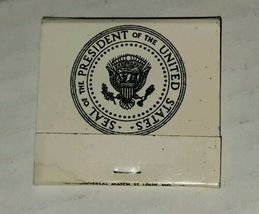 SEAL OF THE PRESIDENT OF THE UNITED STATES
UNIVERSAL MATCH, ST. LOUIS, MO.